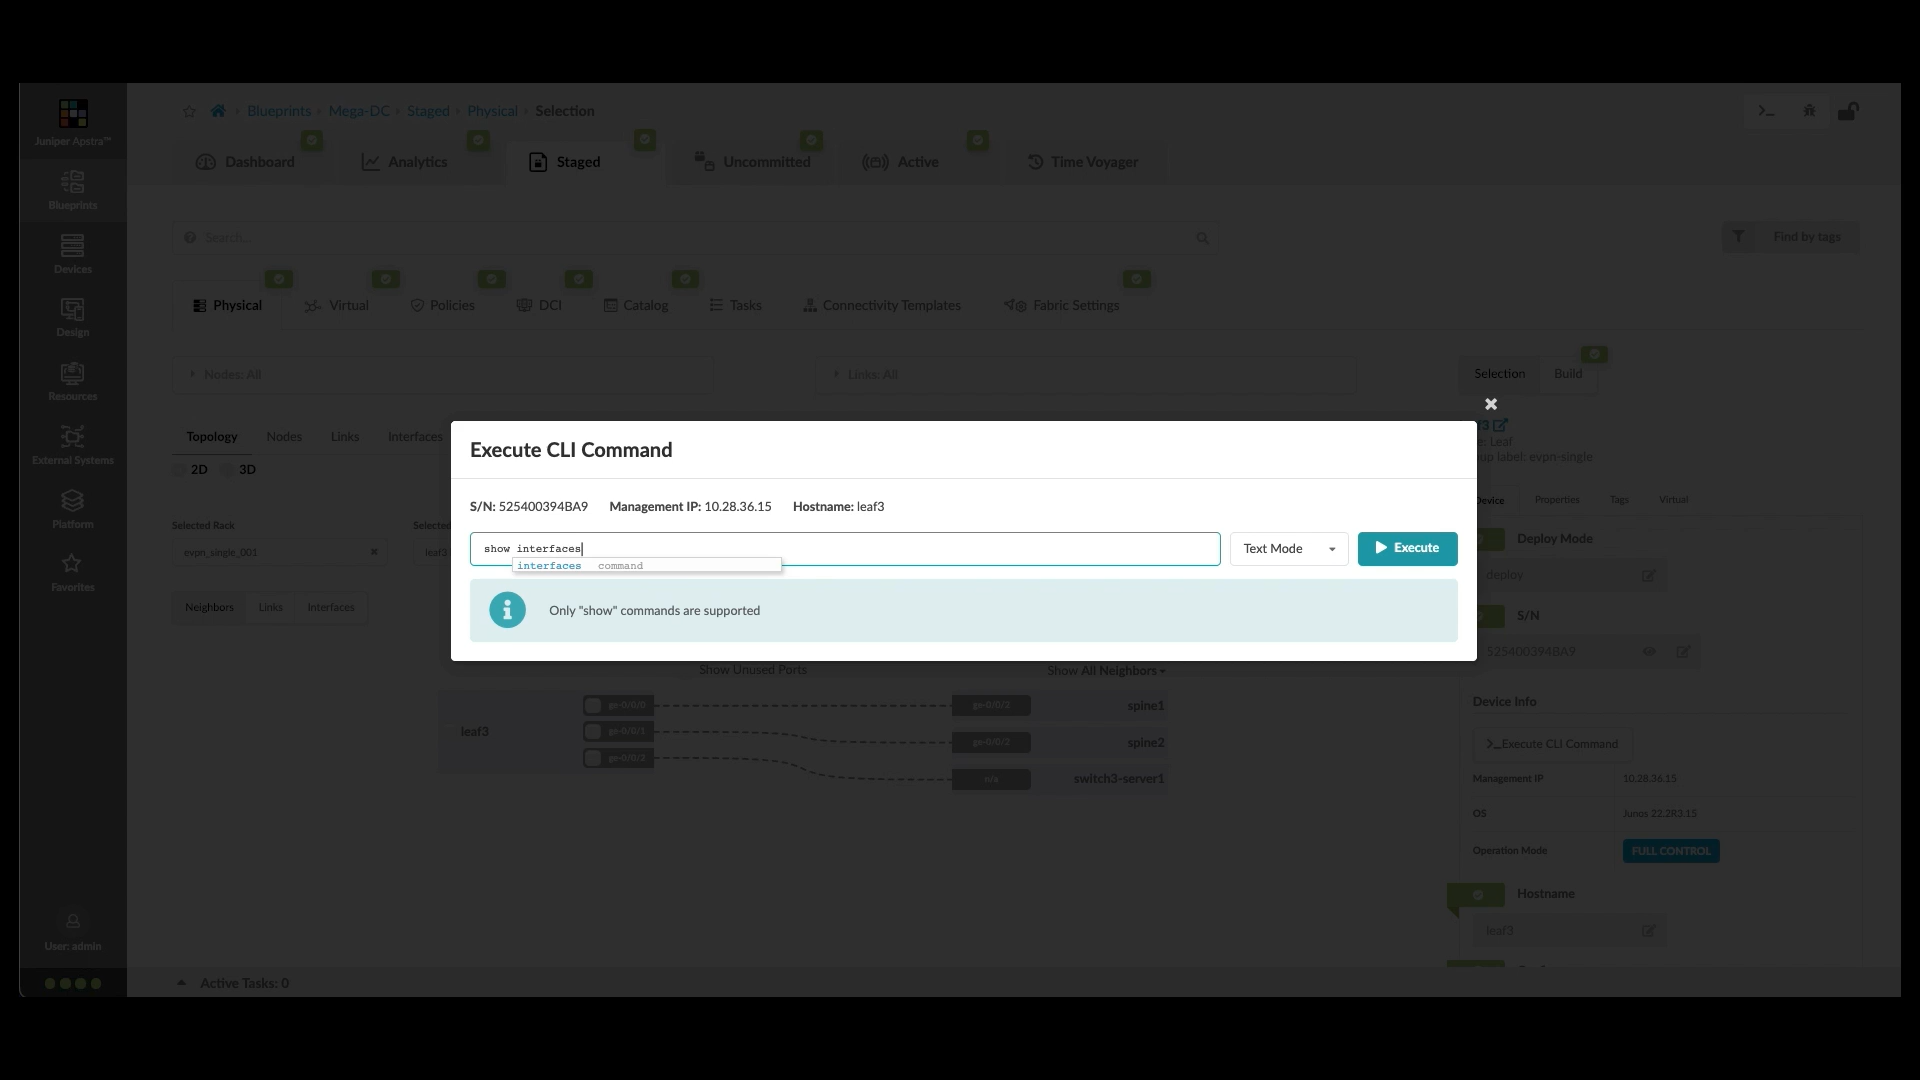 Juniper Apstra™
Blueprints › Mega-DC › Staged › Physical › Selection
Dashboard
Analytics
Staged
Uncommitted
Active
Time Voyager
Blueprints
Devices
Design
Resources
External Systems
Platform
Favorites
User: admin
Search...
Find by tags
Physical
Virtual
Policies
DCI
Catalog
Tasks
Connectivity Templates
Fabric Settings
Nodes: All
Links: All
Selection
Build
Topology
Nodes
Links
Interfaces
2D
3D
Selected Rack
Selected
evpn_single_001
leaf3
Neighbors
Links
Interfaces
Execute CLI Command
S/N: 525400394BA9 Management IP: 10.28.36.15 Hostname: leaf3
show interfaces
interfaces command
Text Mode
Execute
Only "show" commands are supported
Show Unused Ports
Show All Neighbors
leaf3
ge-0/0/0
ge-0/0/1
ge-0/0/2
ge-0/0/2
ge-0/0/2
n/a
spine1
spine2
switch3-server1
Leaf
label: evpn-single
Device
Properties
Tags
Virtual
Deploy Mode
deploy
S/N
525400394BA9
Device Info
>_Execute CLI Command
Management IP
10.28.36.15
OS
Junos 22.2R3.15
Operation Mode
FULL CONTROL
Hostname
leaf3
Active Tasks: 0